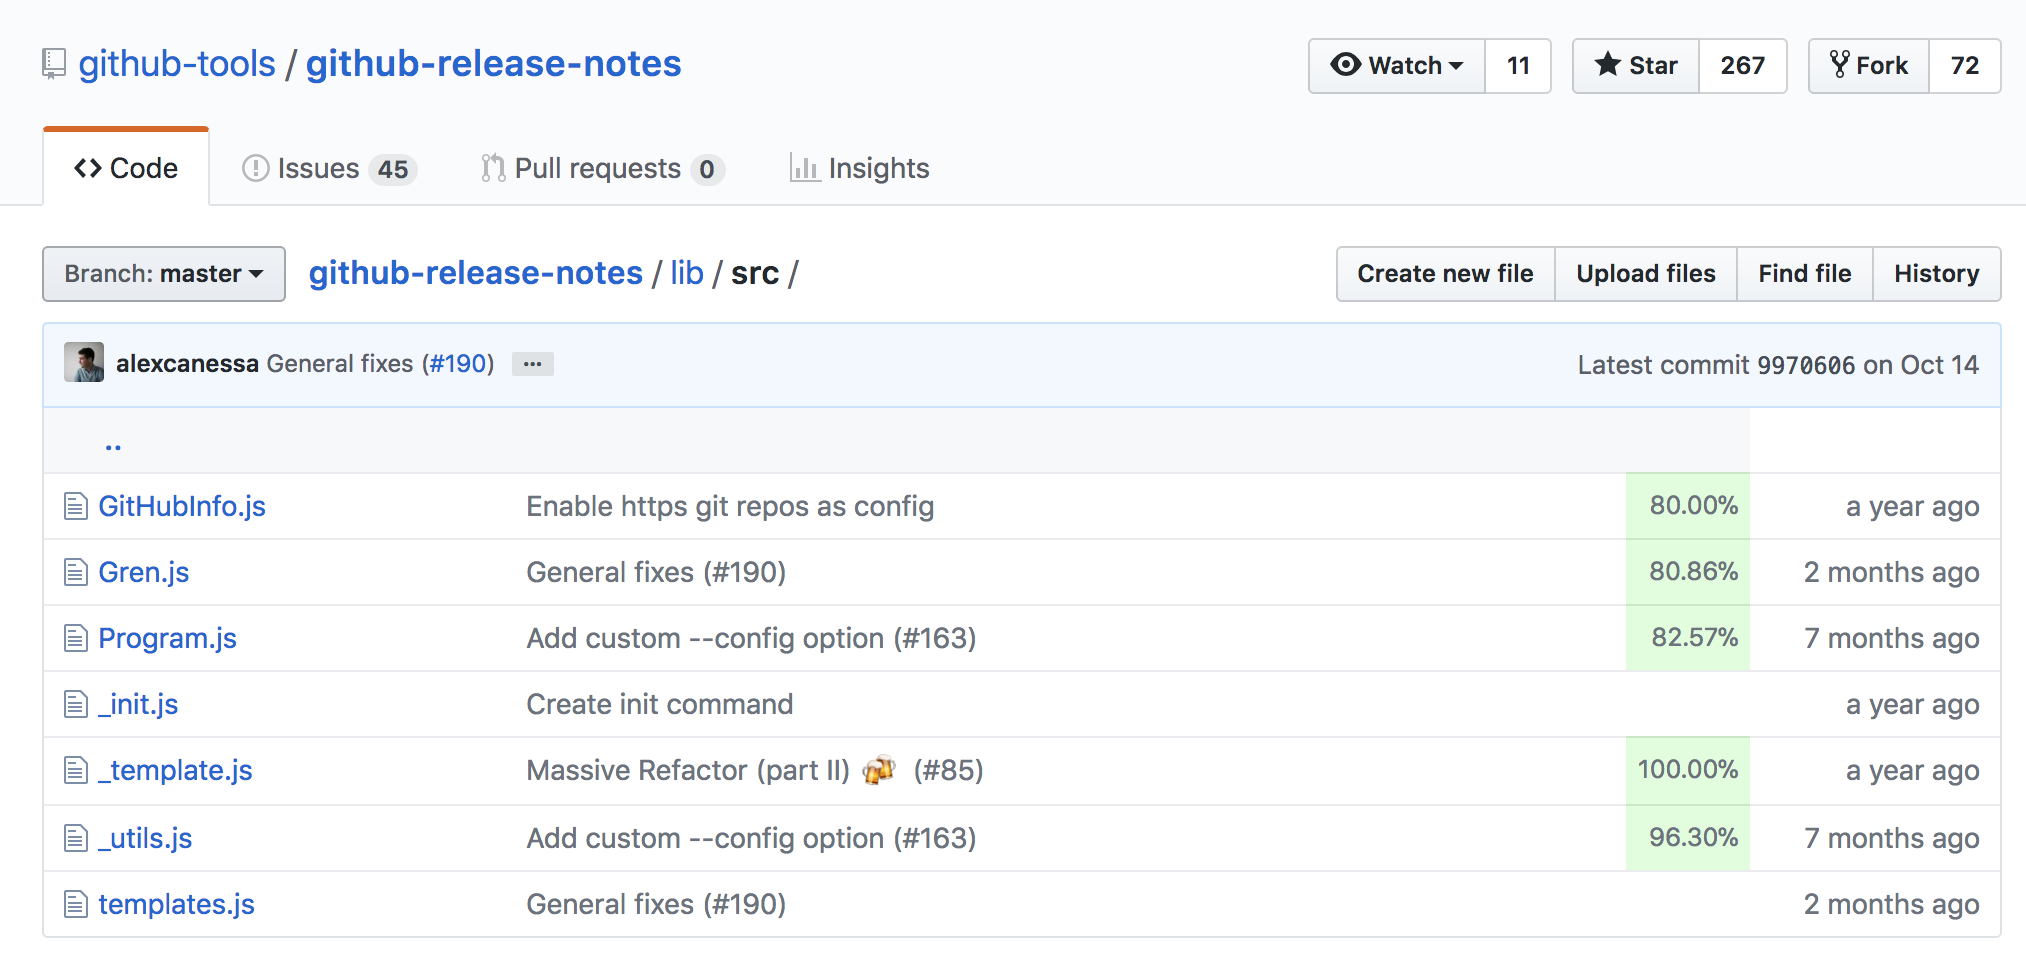 github-tools / github-release-notes
Watch 11 Star 267 Fork 72
Code Issues 45 Pull requests 0 Insights
Branch: master github-release-notes / lib / src /
Create new file Upload files Find file History
alexcanessa General fixes (#190) ... Latest commit 9970606 on Oct 14
..
GitHubInfo.js Enable https git repos as config 80.00% a year ago
Gren.js General fixes (#190) 80.86% 2 months ago
Program.js Add custom --config option (#163) 82.57% 7 months ago
_init.js Create init command a year ago
_template.js Massive Refactor (part II) 🍻 (#85) 100.00% a year ago
_utils.js Add custom --config option (#163) 96.30% 7 months ago
templates.js General fixes (#190) 2 months ago